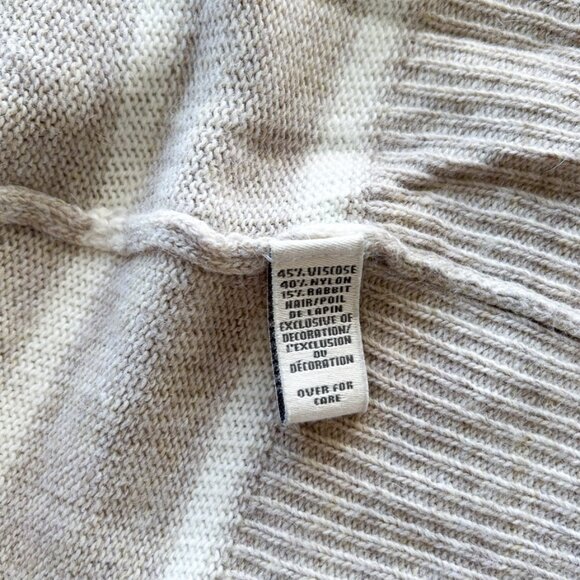 45% VISCOSE
40% NYLON
15% RABBIT
HAIR/POIL
DE LAPIN
EXCLUSIVE OF
DECORATION/
L'EXCLUSION
DU
DÉCORATION
OVER FOR
CARE